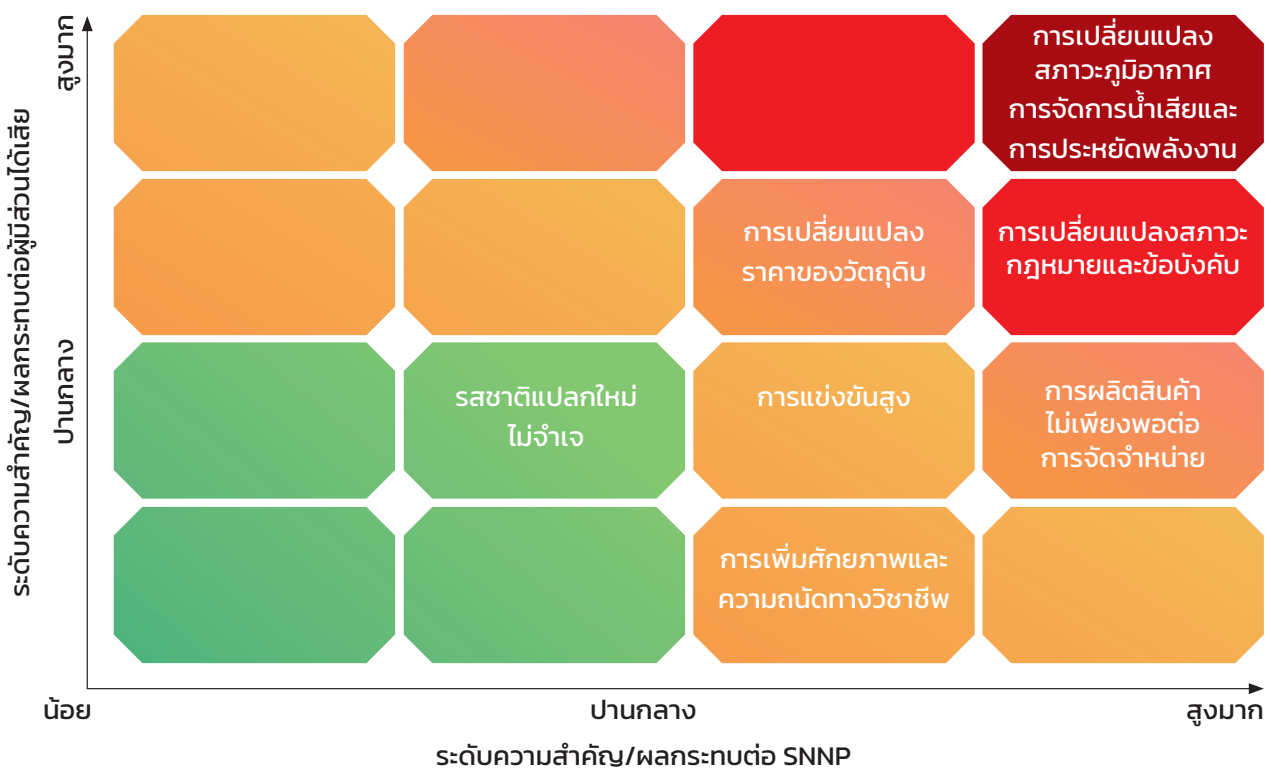 ระดับความสำคัญ/ผลกระทบต่อผู้มีส่วนได้เสีย
สูงมาก
ปานกลาง
การเปลี่ยนแปลง
สภาวะภูมิอากาศ
การจัดการน้ำเสียและ
การประหยัดพลังงาน
การเปลี่ยนแปลง
ราคาของวัตถุดิบ
การเปลี่ยนแปลงสภาวะ
กฎหมายและข้อบังคับ
รสชาติแปลกใหม่
ไม่จำเจ
การแข่งขันสูง
การผลิตสินค้า
ไม่เพียงพอต่อ
การจัดจำหน่าย
การเพิ่มศักยภาพและ
ความถนัดทางวิชาชีพ
น้อย
ปานกลาง
สูงมาก
ระดับความสำคัญ/ผลกระทบต่อ SNNP